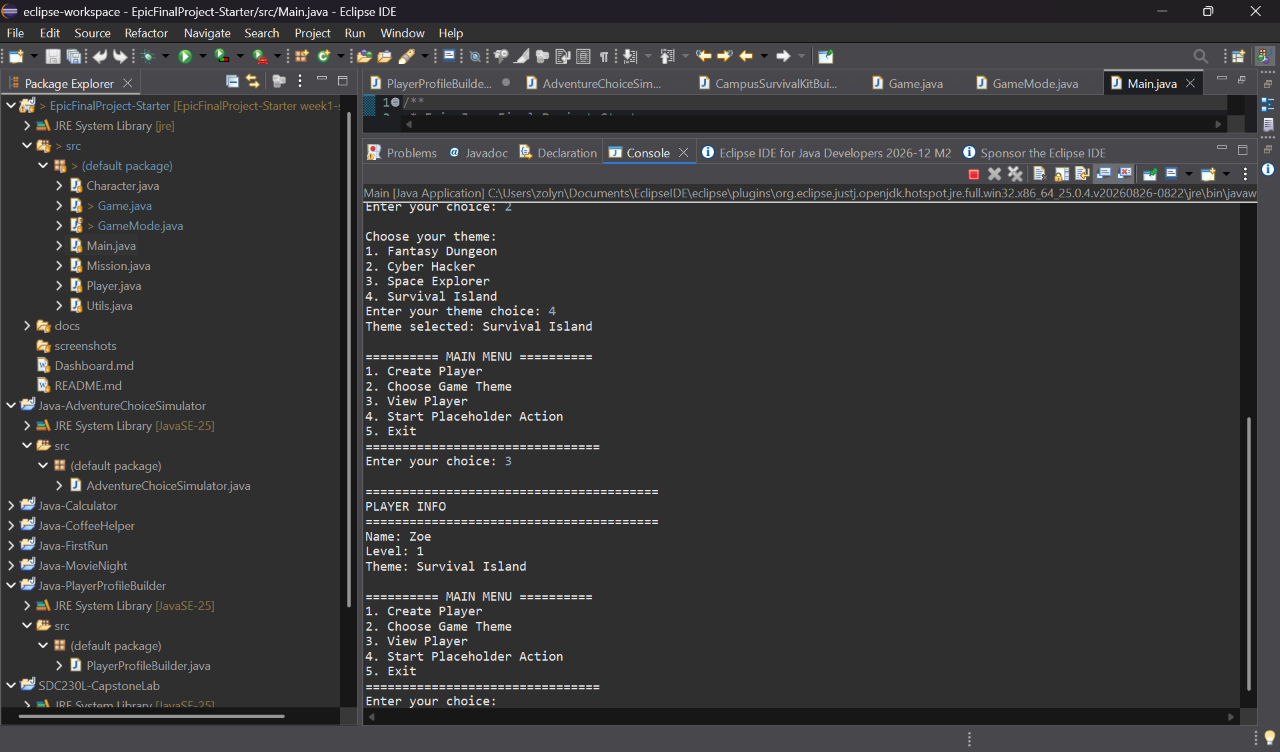 eclipse-workspace - EpicFinalProject-Starter/src/Main.java - Eclipse IDE
File Edit Source Refactor Navigate Search Project Run Window Help
Package Explorer
> EpicFinalProject-Starter [EpicFinalProject-Starter week1-s
JRE System Library [jre]
> src
> (default package)
Character.java
> Game.java
> GameMode.java
Main.java
Mission.java
Player.java
Utils.java
docs
screenshots
Dashboard.md
README.md
Java-AdventureChoiceSimulator
JRE System Library [JavaSE-25]
src
(default package)
AdventureChoiceSimulator.java
Java-Calculator
Java-CoffeeHelper
Java-FirstRun
Java-MovieNight
Java-PlayerProfileBuilder
JRE System Library [JavaSE-25]
src
(default package)
PlayerProfileBuilder.java
SDC230L-CapstoneLab
JRE System Library [JavaSE-25]
PlayerProfileBuilde... AdventureChoiceSim... CampusSurvivalKitBui... Game.java GameMode.java Main.java
1 /**
Problems Javadoc Declaration Console Eclipse IDE for Java Developers 2026-12 M2 Sponsor the Eclipse IDE
Main [Java Application] C:\Users\zolyn\Documents\EclipseIDE\eclipse\plugins\org.eclipse.justj.openjdk.hotspot.jre.full.win32.x86_64_25.0.4.v20260826-0822\jre\bin\javaw
Enter your choice: 2
Choose your theme:
1. Fantasy Dungeon
2. Cyber Hacker
3. Space Explorer
4. Survival Island
Enter your theme choice: 4
Theme selected: Survival Island
========== MAIN MENU ==========
1. Create Player
2. Choose Game Theme
3. View Player
4. Start Placeholder Action
5. Exit
================================
Enter your choice: 3
========================================
PLAYER INFO
========================================
Name: Zoe
Level: 1
Theme: Survival Island
========== MAIN MENU ==========
1. Create Player
2. Choose Game Theme
3. View Player
4. Start Placeholder Action
5. Exit
================================
Enter your choice: